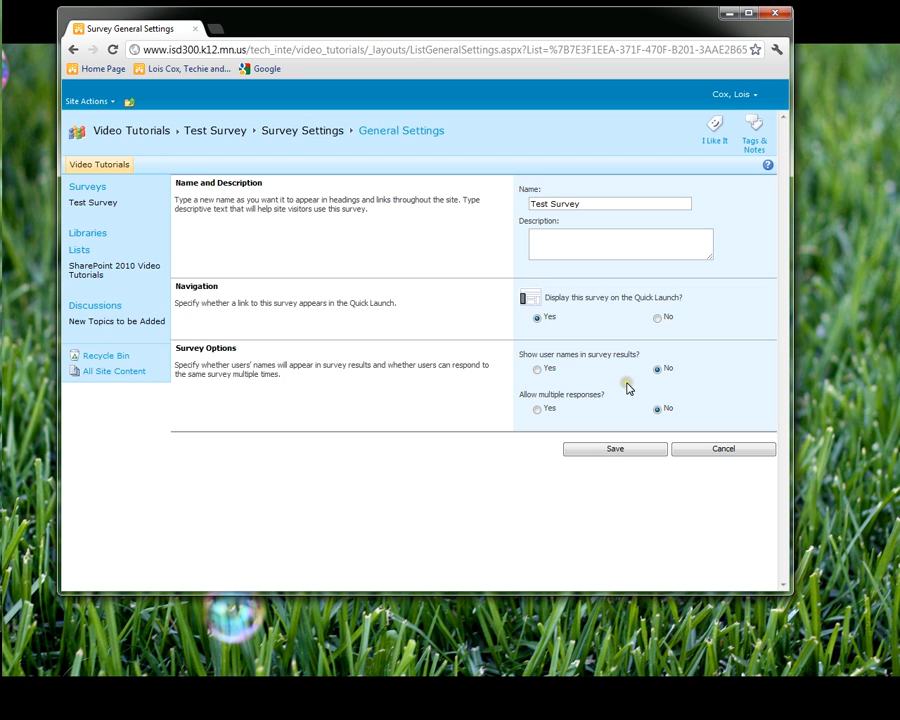 Survey General Settings
www.isd300.k12.mn.us/tech_inte/video_tutorials/_layouts/ListGeneralSettings.aspx?List=%7B7E3F1EEA-371F-470F-B201-3AAE2B65
Home Page Lois Cox, Techie and... Google
Cox, Lois
Site Actions
Video Tutorials Test Survey Survey Settings General Settings
I Like It Tags &
Notes
Video Tutorials
Surveys
Test Survey
Libraries
Lists
SharePoint 2010 Video
Tutorials
Discussions
New Topics to be Added
Recycle Bin
All Site Content
Name and Description
Type a new name as you want it to appear in headings and links throughout the site. Type
descriptive text that will help site visitors use this survey.
Name:
Test Survey
Description:
Navigation
Specify whether a link to this survey appears in the Quick Launch.
Display this survey on the Quick Launch?
Yes No
Survey Options
Specify whether users' names will appear in survey results and whether users can respond to
the same survey multiple times.
Show user names in survey results?
Yes No
Allow multiple responses?
Yes No
Save Cancel